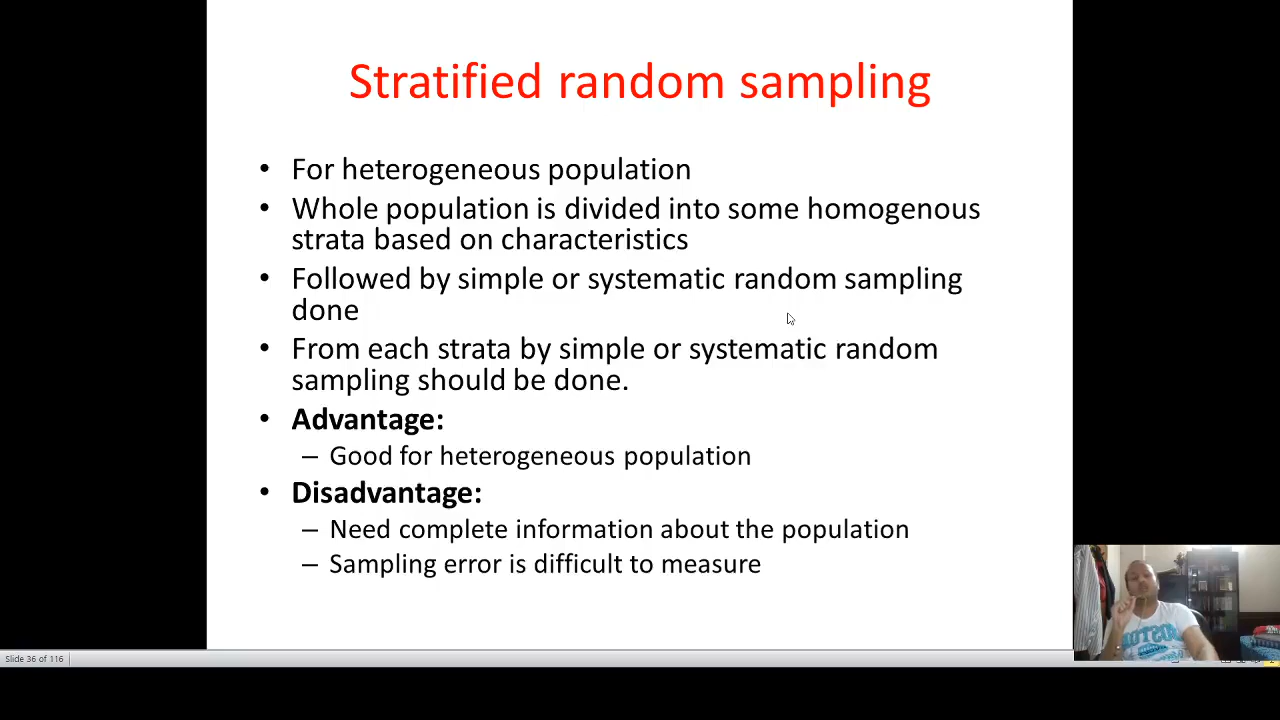 Stratified random sampling
• For heterogeneous population
• Whole population is divided into some homogenous
strata based on characteristics
• Followed by simple or systematic random sampling
done
• From each strata by simple or systematic random
sampling should be done.
• Advantage:
– Good for heterogeneous population
• Disadvantage:
– Need complete information about the population
– Sampling error is difficult to measure
Slide 36 of 116